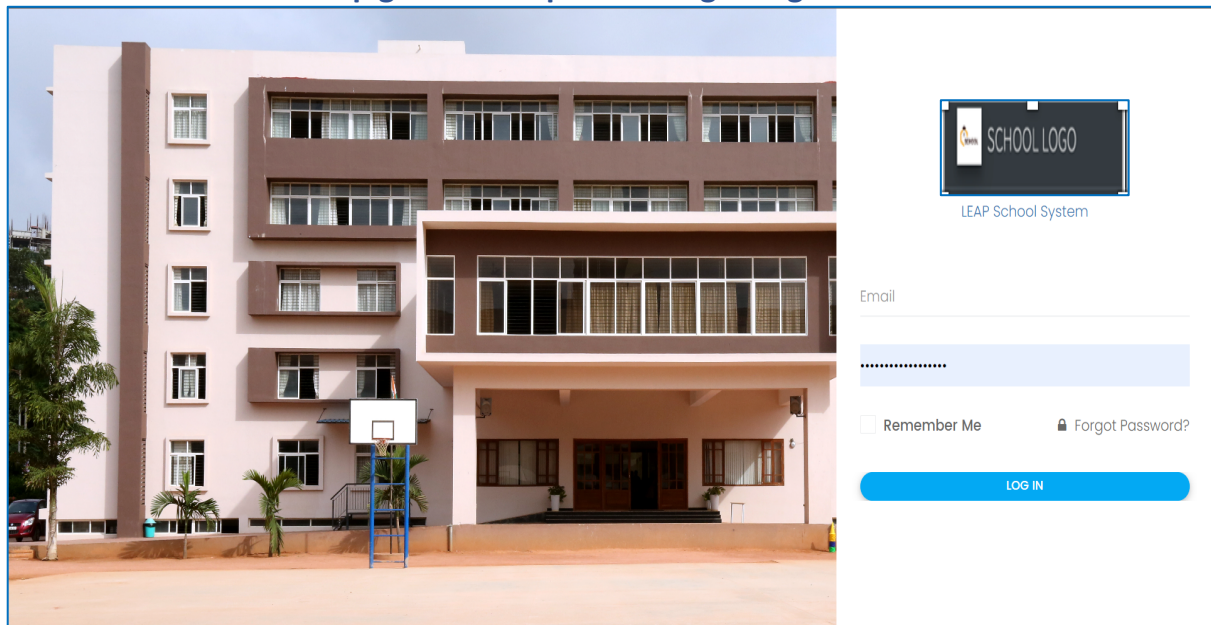 SCHOOL LOGO
LEAP School System
Email
••••••••••••••••••
Remember Me
Forgot Password?
LOG IN